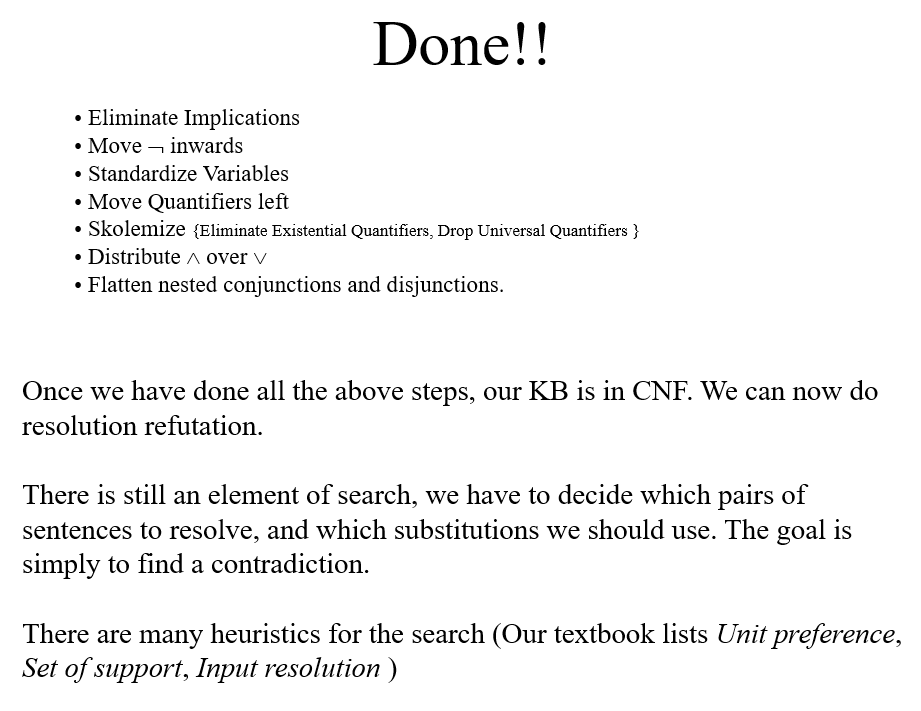 Done!!
• Eliminate Implications
• Move ¬ inwards
• Standardize Variables
• Move Quantifiers left
• Skolemize {Eliminate Existential Quantifiers, Drop Universal Quantifiers }
• Distribute ∧ over ∨
• Flatten nested conjunctions and disjunctions.
Once we have done all the above steps, our KB is in CNF. We can now do
resolution refutation.
There is still an element of search, we have to decide which pairs of
sentences to resolve, and which substitutions we should use. The goal is
simply to find a contradiction.
There are many heuristics for the search (Our textbook lists Unit preference,
Set of support, Input resolution )